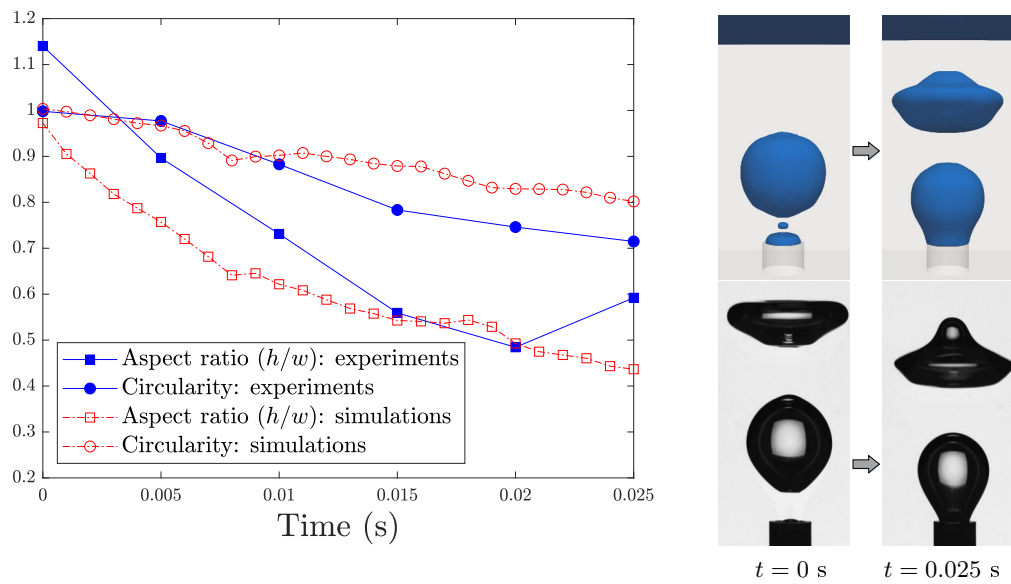 1.2
1.1
1
0.9
0.8
0.7
0.6
0.5
0.4
0.3
0.2
Aspect ratio (h/w): experiments
Circularity: experiments
Aspect ratio (h/w): simulations
Circularity: simulations
0
0.005
0.01
0.015
0.02
0.025
Time (s)
t = 0 s
t = 0.025 s